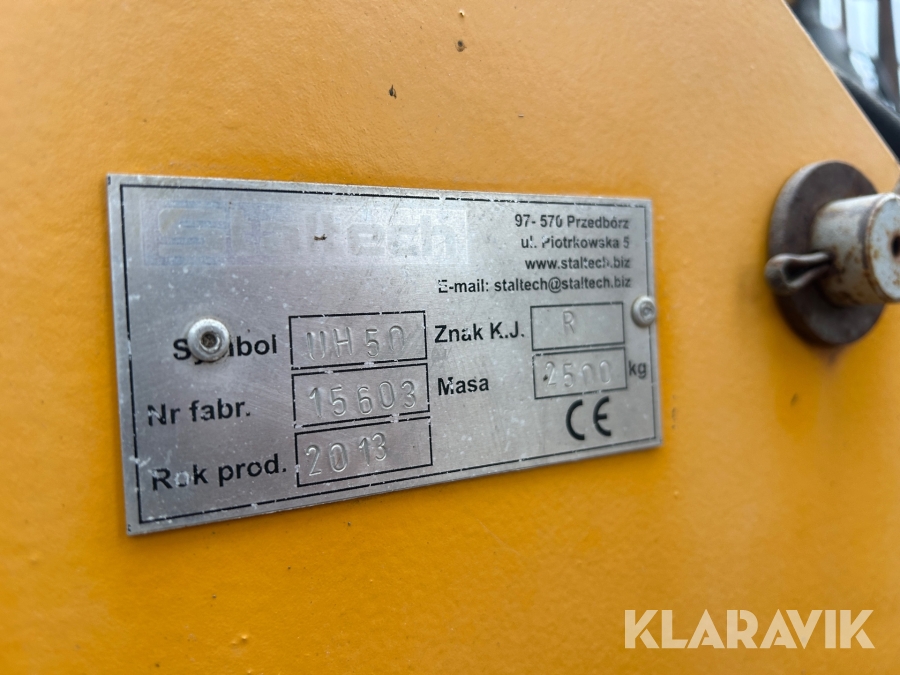 Staltech
97- 570 Przedbórz
ul. Piotrkowska 5
www.staltech.biz
E-mail: staltech@staltech.biz
Symbol UH50 Znak K.J. R
Nr fabr. 15603 Masa 2500 kg
Rok prod. 2013 CE
KLARAVIK